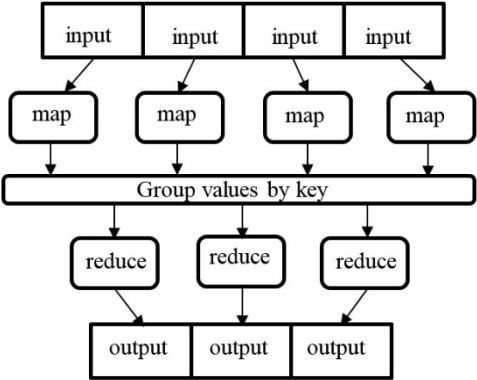 input input input input
map map map map
Group values by key
reduce reduce reduce
output output output